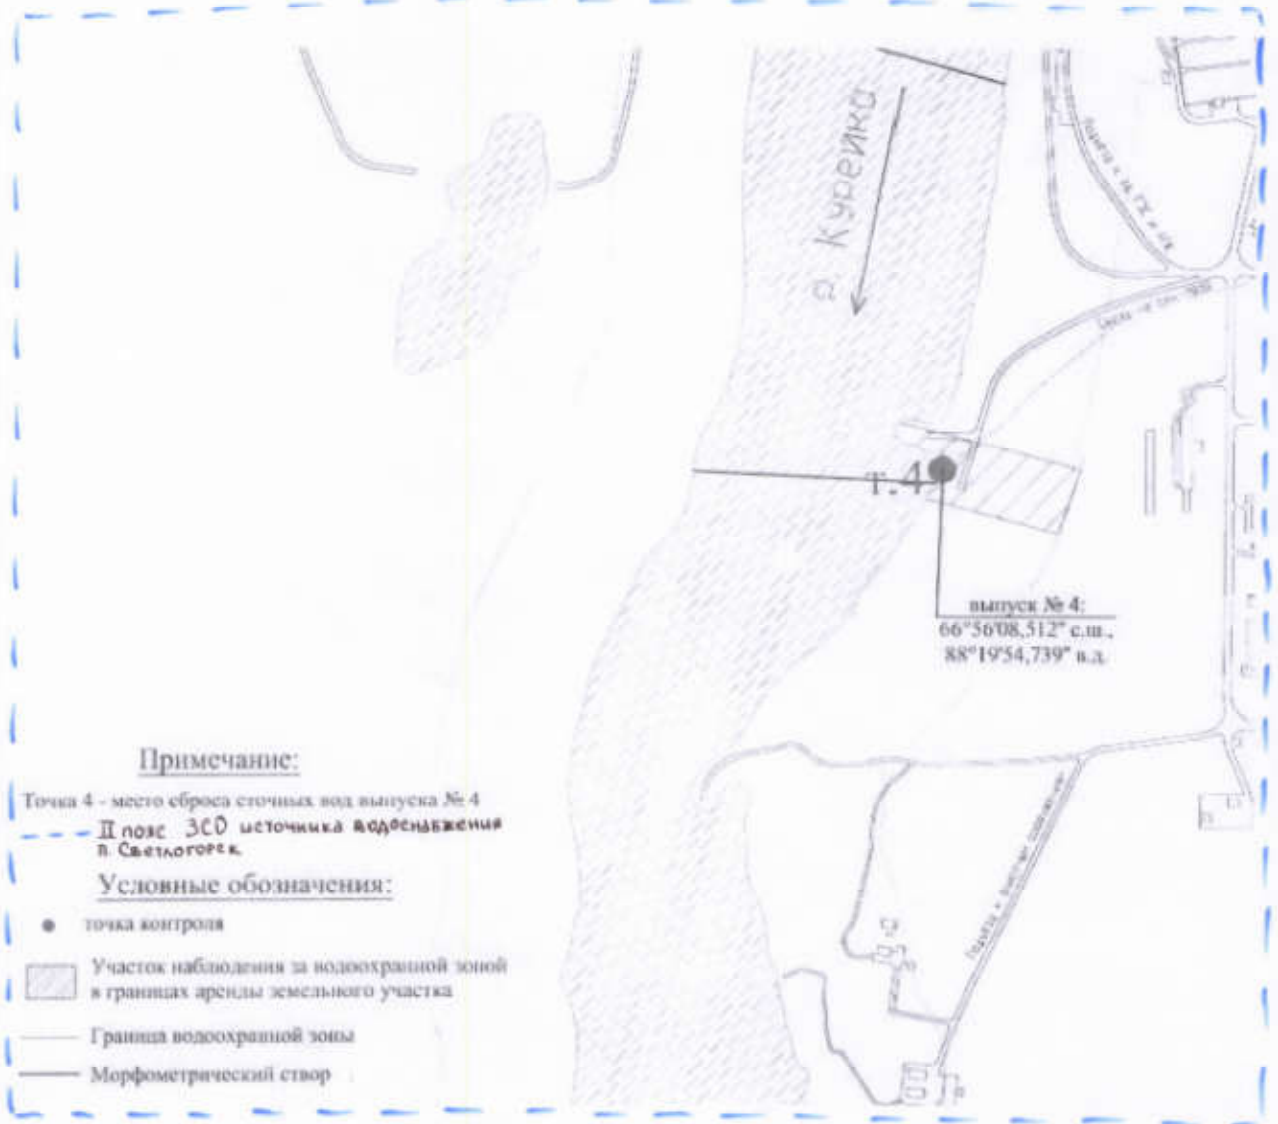 р. Курейка
т.4
выпуск № 4:
66°56'08,512" с.ш.,
88°19'54,739" в.д.
Примечание:
Точка 4 - место сброса сточных вод выпуска № 4
II пояс ЗСО источника водоснабжения
п. Светлогорск
Условные обозначения:
точка контроля
Участок наблюдения за водоохранной зоной
в границах аренды земельного участка
Граница водоохранной зоны
Морфометрический створ